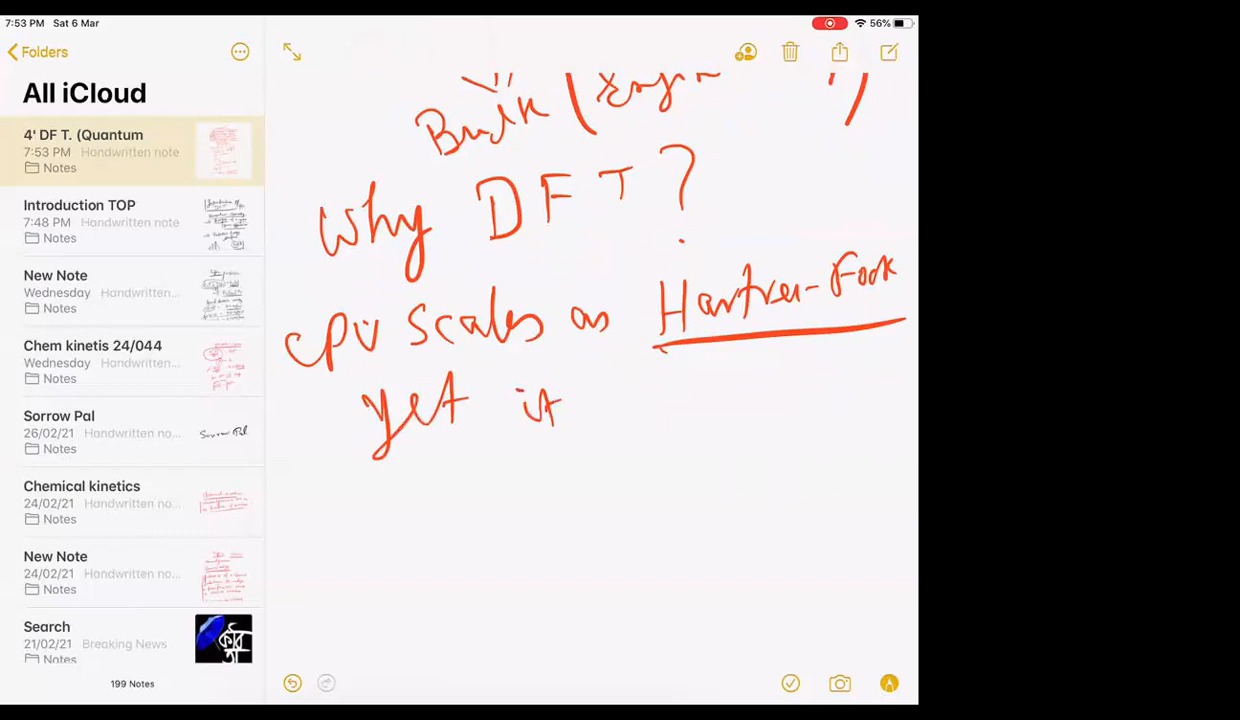 7:53 PM Sat 6 Mar
56%
Folders
All iCloud
4' DF T. (Quantum
7:53 PM Handwritten note
Notes
Introduction TOP
7:48 PM Handwritten note
Notes
New Note
Wednesday Handwritten...
Notes
Chem kinetis 24/044
Wednesday Handwritten...
Notes
Sorrow Pal
26/02/21 Handwritten no...
Notes
Sorrow Pal
Chemical kinetics
24/02/21 Handwritten no...
Notes
New Note
24/02/21 Handwritten no...
Notes
Search
21/02/21 Breaking News
Notes
199 Notes
Bulk (
)
Why DFT?
CPU scales as Hartree-Fock
yet it